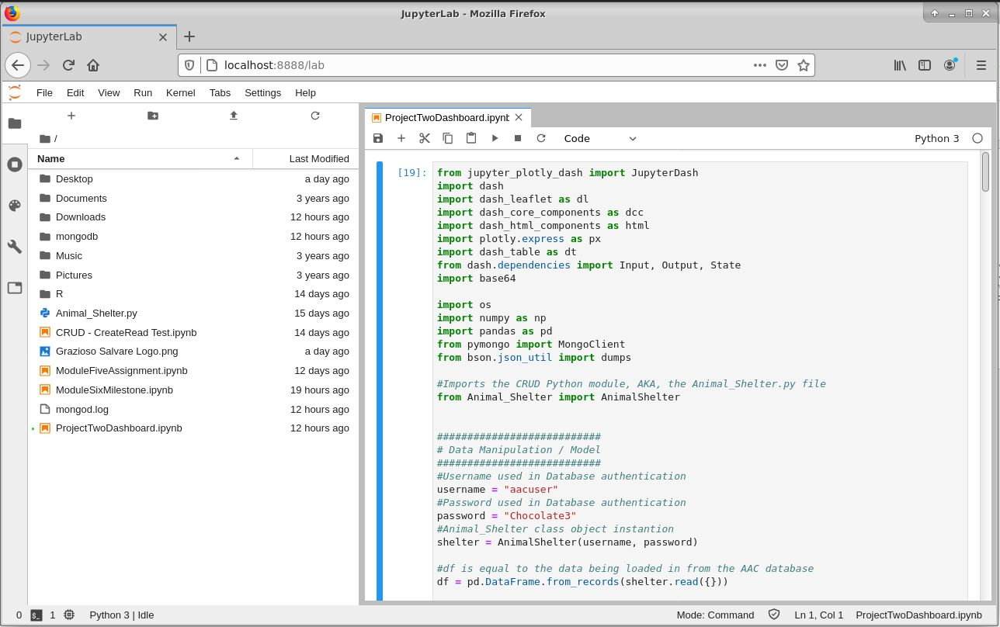 JupyterLab - Mozilla Firefox
JupyterLab
localhost:8888/lab
File Edit View Run Kernel Tabs Settings Help
ProjectTwoDashboard.ipynb
/
Code
Python 3
Name Last Modified
Desktop a day ago
Documents 3 years ago
Downloads 12 hours ago
mongodb 12 hours ago
Music 3 years ago
Pictures 3 years ago
R 14 days ago
Animal_Shelter.py 15 days ago
CRUD - CreateRead Test.ipynb 14 days ago
Grazioso Salvare Logo.png a day ago
ModuleFiveAssignment.ipynb 12 days ago
ModuleSixMilestone.ipynb 19 hours ago
mongod.log 12 hours ago
ProjectTwoDashboard.ipynb 12 hours ago
[19]:
from jupyter_plotly_dash import JupyterDash
import dash
import dash_leaflet as dl
import dash_core_components as dcc
import dash_html_components as html
import plotly.express as px
import dash_table as dt
from dash.dependencies import Input, Output, State
import base64
import os
import numpy as np
import pandas as pd
from pymongo import MongoClient
from bson.json_util import dumps
#Imports the CRUD Python module, AKA, the Animal_Shelter.py file
from Animal_Shelter import AnimalShelter
###########################
# Data Manipulation / Model
###########################
#Username used in Database authentication
username = "aacuser"
#Password used in Database authentication
password = "Chocolate3"
#Animal_Shelter class object instantion
shelter = AnimalShelter(username, password)
#df is equal to the data being loaded in from the AAC database
df = pd.DataFrame.from_records(shelter.read({}))
0 1 Python 3 | Idle Mode: Command Ln 1, Col 1 ProjectTwoDashboard.ipynb